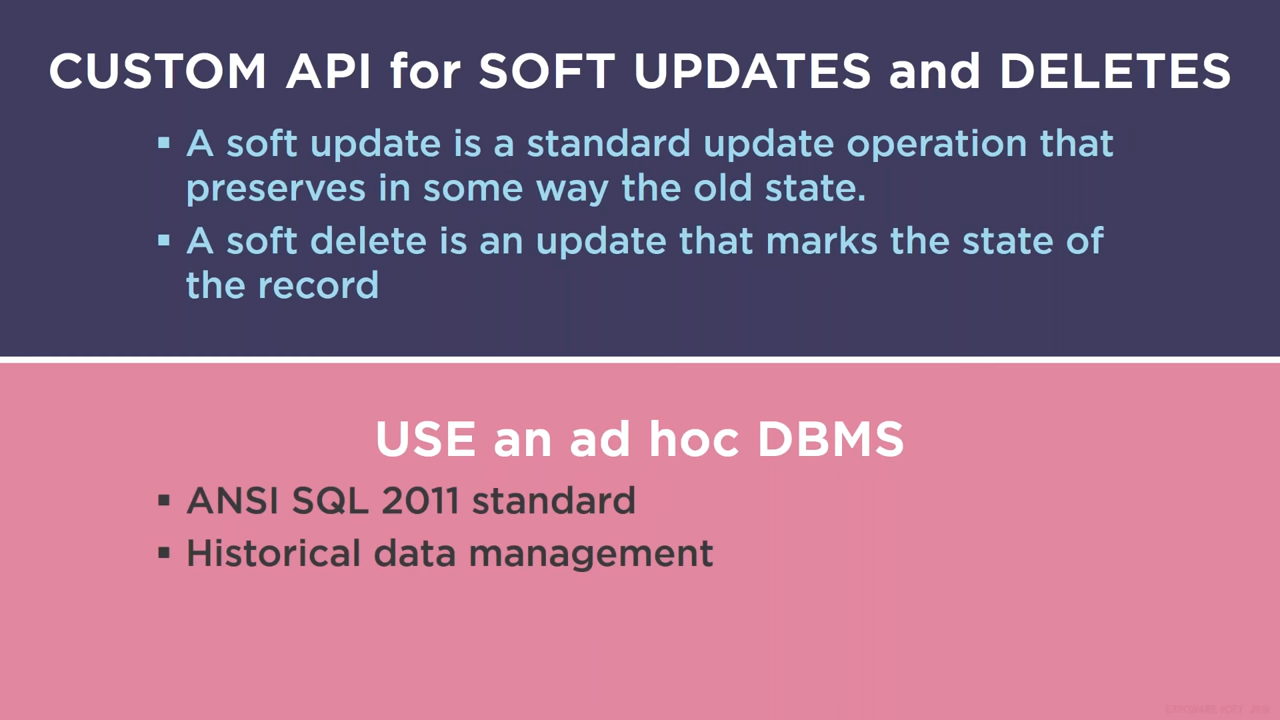 CUSTOM API for SOFT UPDATES and DELETES
▪ A soft update is a standard update operation that
preserves in some way the old state.
▪ A soft delete is an update that marks the state of
the record
USE an ad hoc DBMS
▪ ANSI SQL 2011 standard
▪ Historical data management